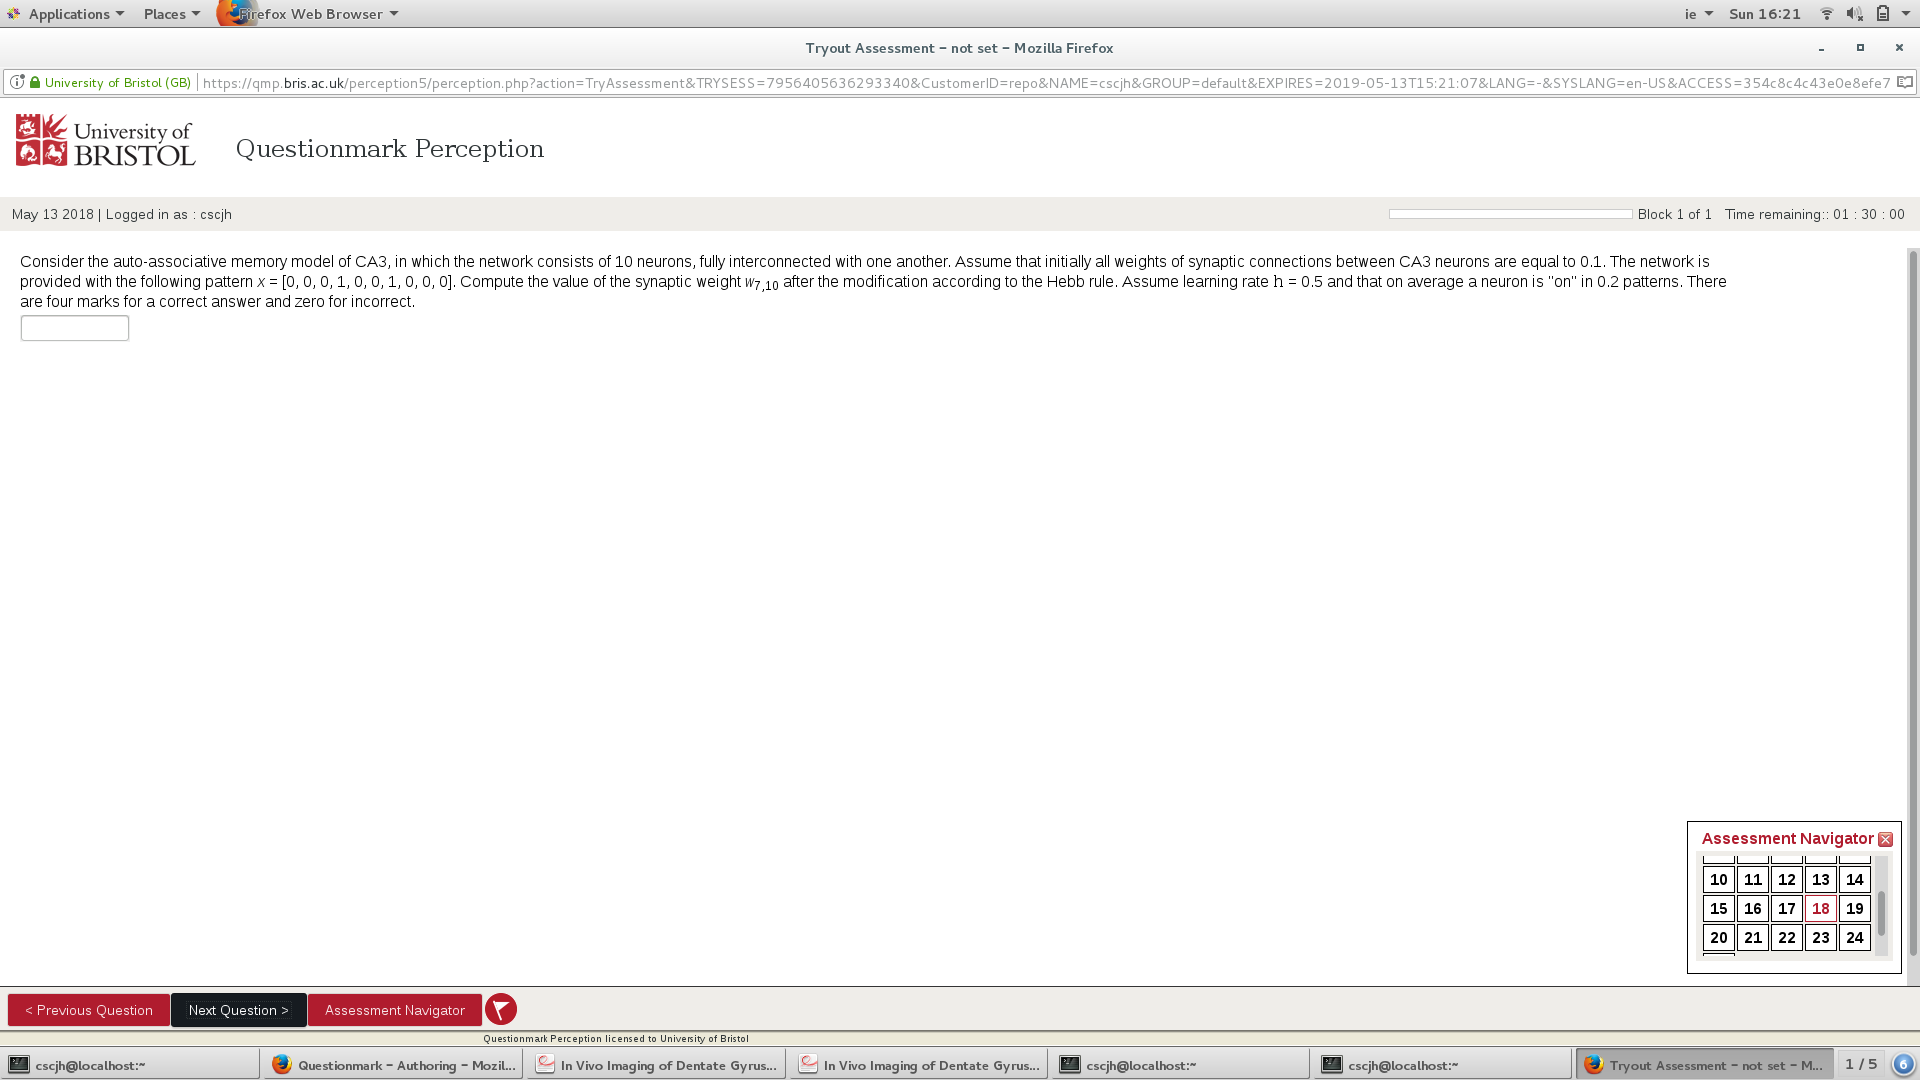 Applications Places Firefox Web Browser ie Sun 16:21
Tryout Assessment – not set – Mozilla Firefox
University of Bristol (GB) https://qmp.bris.ac.uk/perception5/perception.php?action=TryAssessment&TRYSESS=7956405636293340&CustomerID=repo&NAME=cscjh&GROUP=default&EXPIRES=2019-05-13T15:21:07&LANG=-&SYSLANG=en-US&ACCESS=354c8c4c43e0e8efe7
University of
BRISTOL
Questionmark Perception
May 13 2018 | Logged in as : cscjh Block 1 of 1 Time remaining:: 01 : 30 : 00
Consider the auto-associative memory model of CA3, in which the network consists of 10 neurons, fully interconnected with one another. Assume that initially all weights of synaptic connections between CA3 neurons are equal to 0.1. The network is
provided with the following pattern x = [0, 0, 0, 1, 0, 0, 1, 0, 0, 0]. Compute the value of the synaptic weight w7,10 after the modification according to the Hebb rule. Assume learning rate h = 0.5 and that on average a neuron is "on" in 0.2 patterns. There
are four marks for a correct answer and zero for incorrect.
Assessment Navigator
10 11 12 13 14
15 16 17 18 19
20 21 22 23 24
< Previous Question Next Question > Assessment Navigator
Questionmark Perception licensed to University of Bristol
cscjh@localhost:~ Questionmark – Authoring – Mozil... In Vivo Imaging of Dentate Gyrus... In Vivo Imaging of Dentate Gyrus... cscjh@localhost:~ cscjh@localhost:~ Tryout Assessment – not set – M... 1 / 5 6